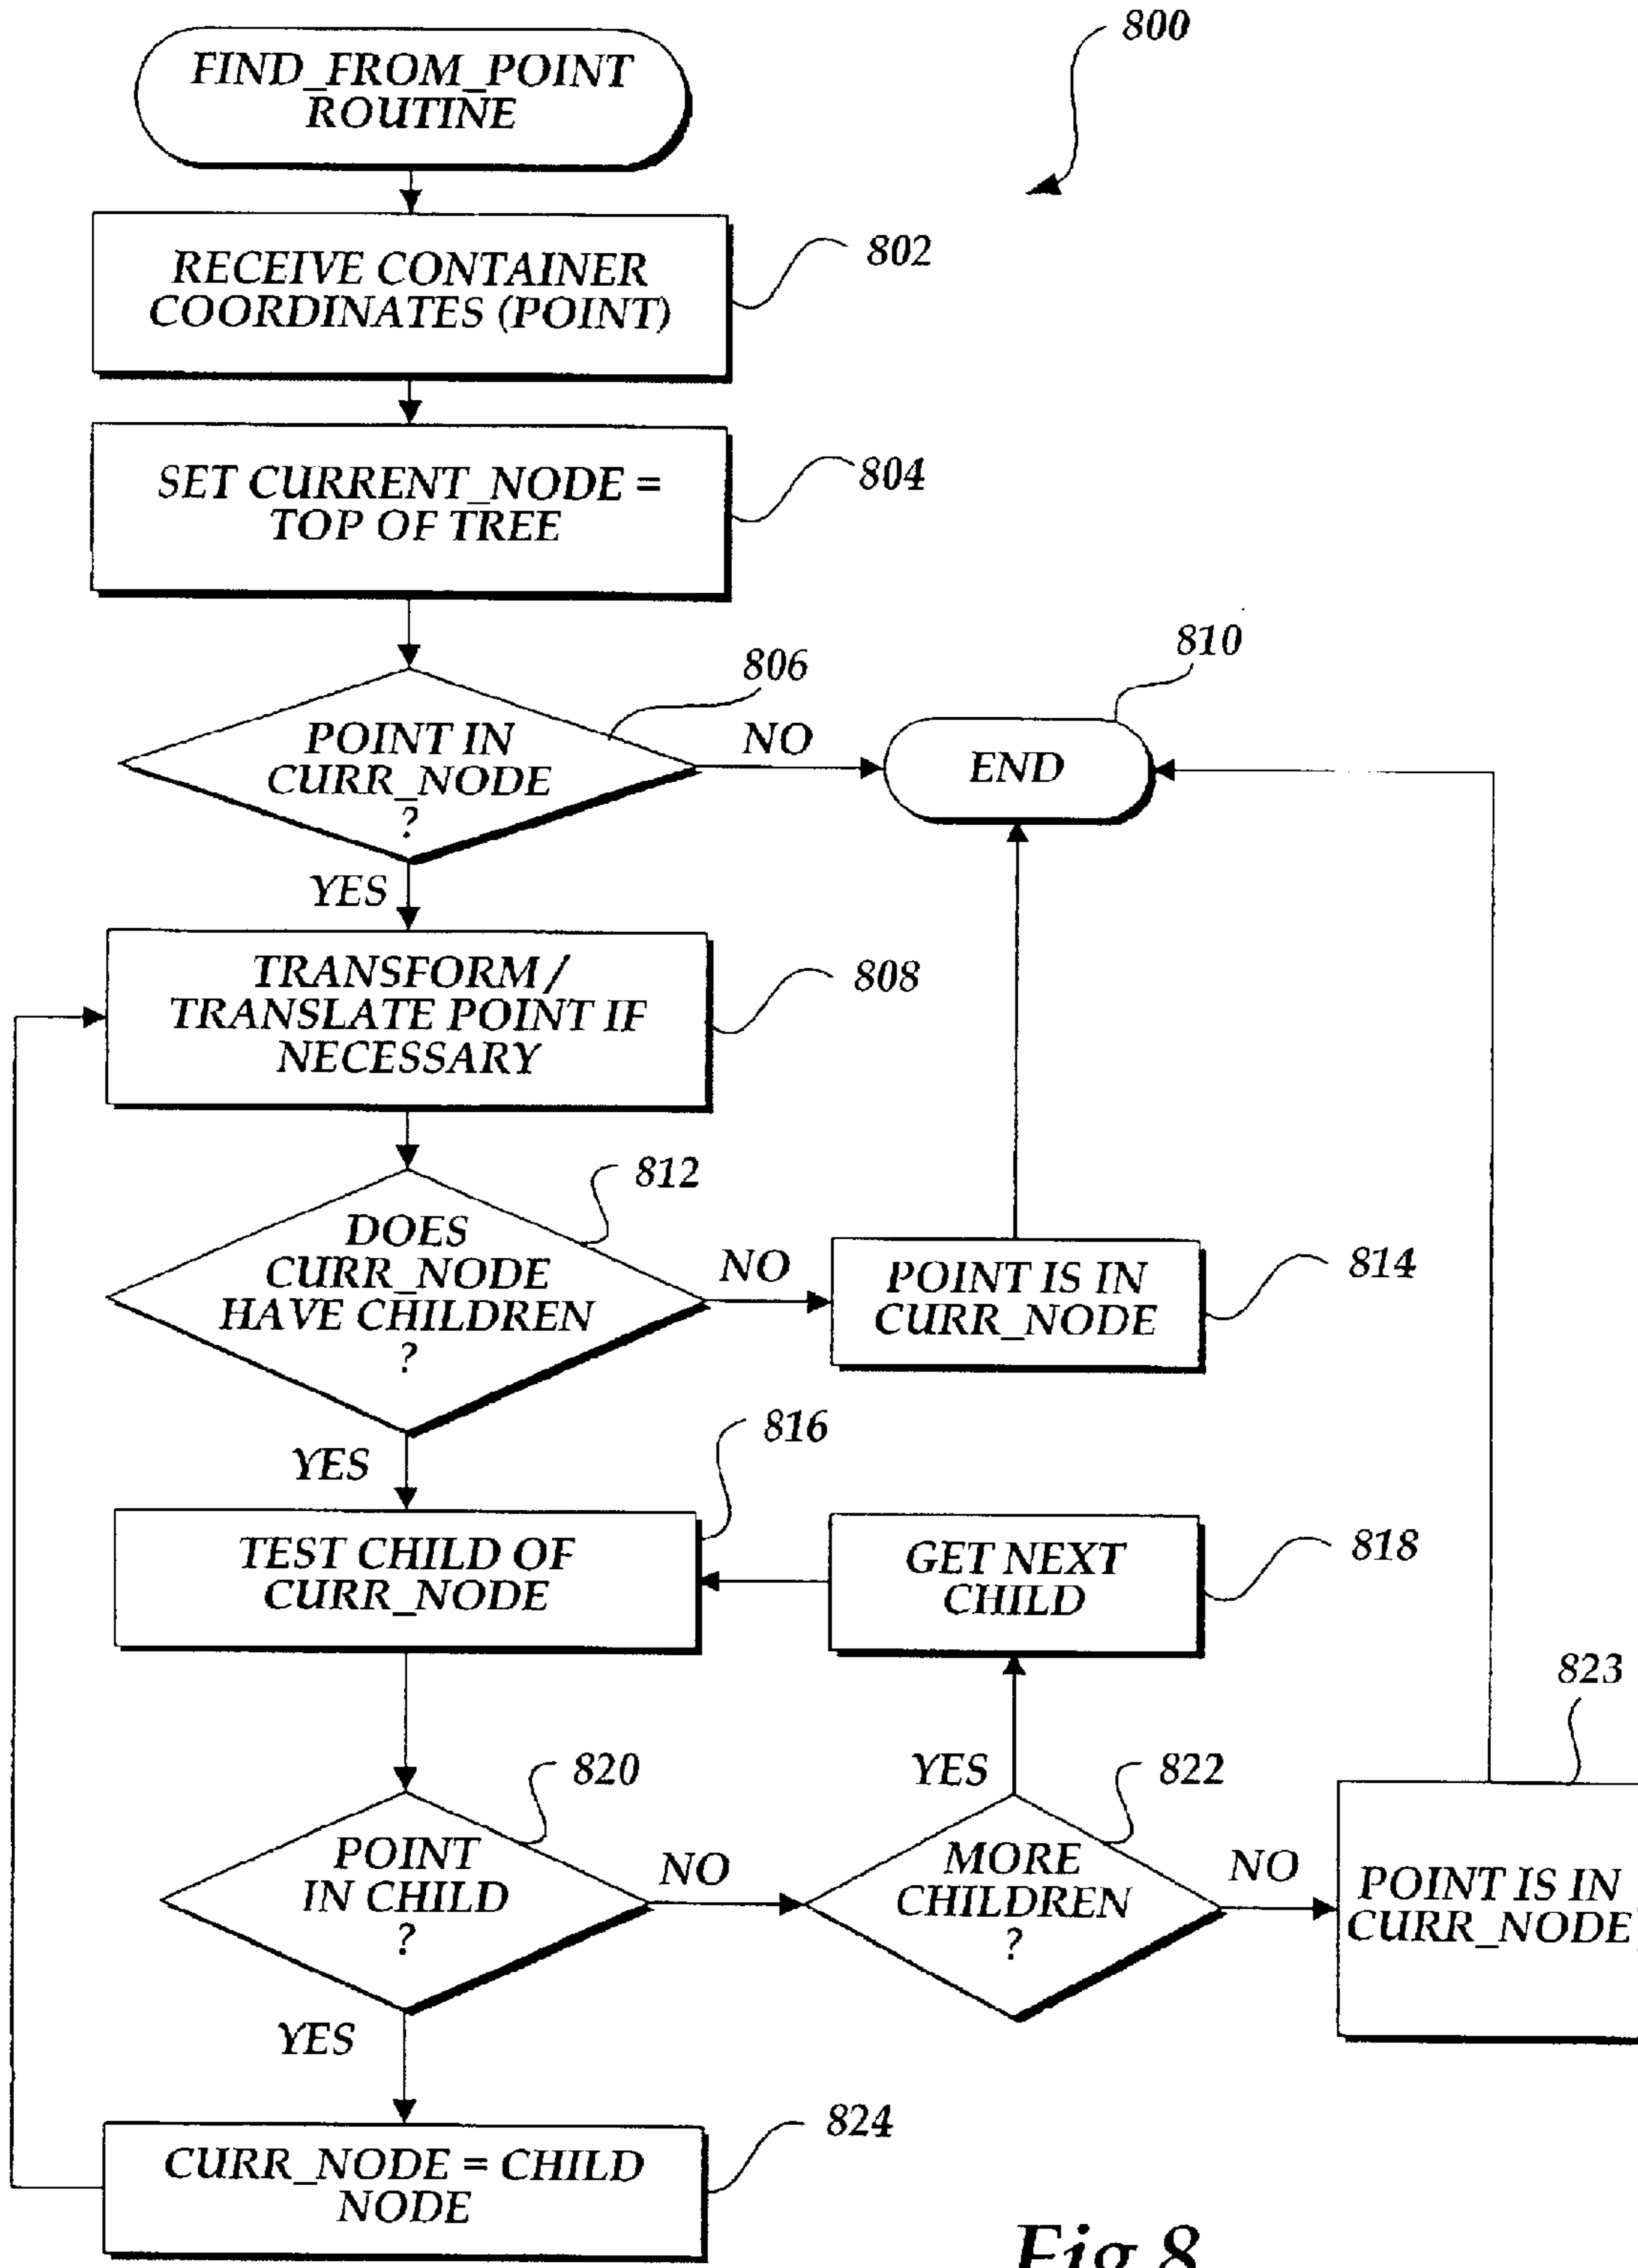 800
FIND_FROM_POINT
ROUTINE
802
RECEIVE CONTAINER
COORDINATES (POINT)
804
SET CURRENT_NODE =
TOP OF TREE
806
810
POINT IN
CURR_NODE
?
NO
END
YES
808
TRANSFORM/
TRANSLATE POINT IF
NECESSARY
812
DOES
CURR_NODE
HAVE CHILDREN
?
NO
814
POINT IS IN
CURR_NODE
YES
816
TEST CHILD OF
CURR_NODE
818
GET NEXT
CHILD
823
820
YES
822
POINT
IN CHILD
?
NO
MORE
CHILDREN
?
NO
POINT IS IN
CURR_NODE
YES
824
CURR_NODE = CHILD
NODE
Fig.8